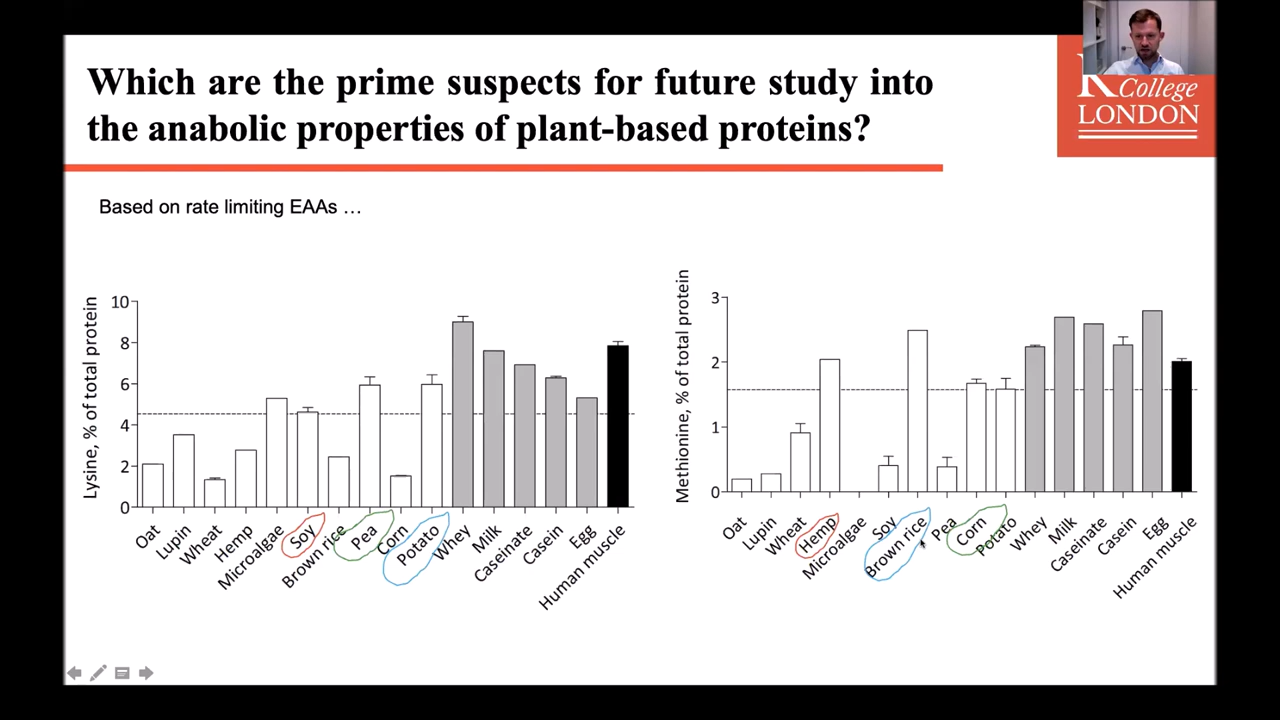 Which are the prime suspects for future study into
the anabolic properties of plant-based proteins?
College
LONDON
Based on rate limiting EAAs …
Lysine, % of total protein
10
8
6
4
2
0
Oat
Lupin
Wheat
Hemp
Microalgae
Soy
Brown rice
Pea
Corn
Potato
Whey
Milk
Caseinate
Casein
Egg
Human muscle
Methionine, % of total protein
3
2
1
0
Oat
Lupin
Wheat
Hemp
Microalgae
Soy
Brown rice
Pea
Corn
Potato
Whey
Milk
Caseinate
Casein
Egg
Human muscle